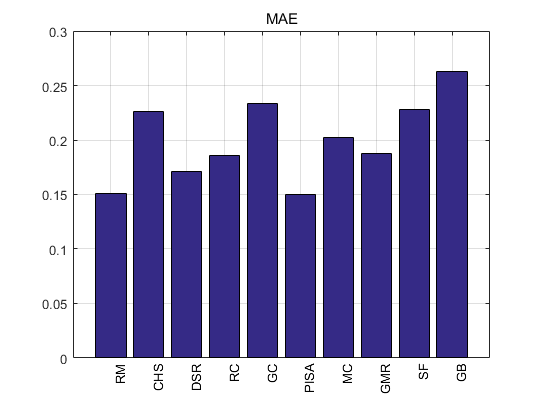 MAE
0.3
0.25
0.2
0.15
0.1
0.05
0
RM
CHS
DSR
RC
GC
PISA
MC
GMR
SF
GB